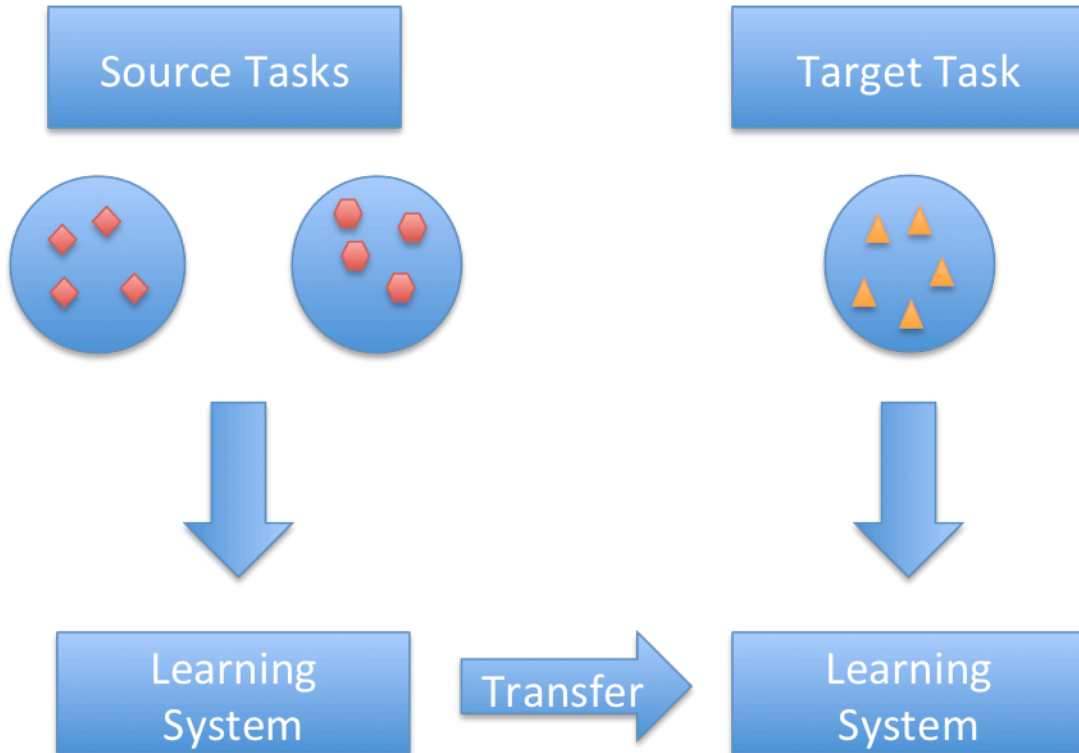 Source Tasks
Target Task
Learning
System
Transfer
Learning
System